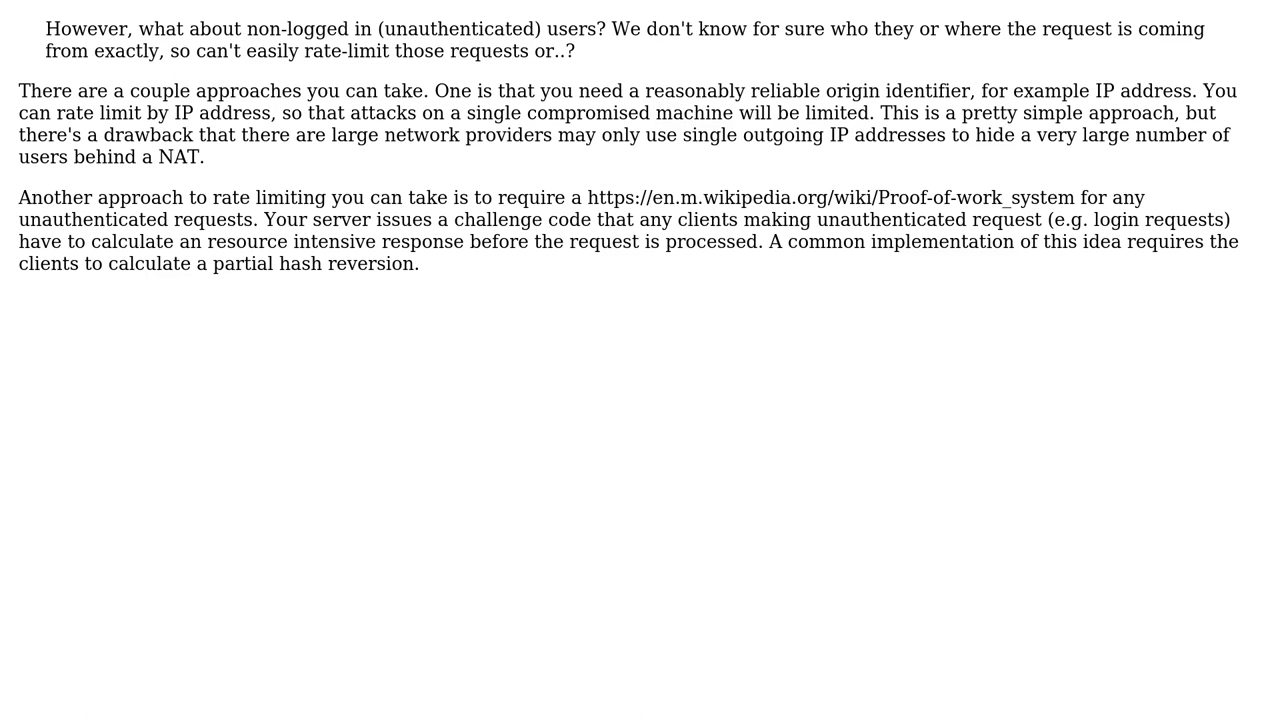 However, what about non-logged in (unauthenticated) users? We don't know for sure who they or where the request is coming
from exactly, so can't easily rate-limit those requests or..?
There are a couple approaches you can take. One is that you need a reasonably reliable origin identifier, for example IP address. You
can rate limit by IP address, so that attacks on a single compromised machine will be limited. This is a pretty simple approach, but
there's a drawback that there are large network providers may only use single outgoing IP addresses to hide a very large number of
users behind a NAT.
Another approach to rate limiting you can take is to require a https://en.m.wikipedia.org/wiki/Proof-of-work_system for any
unauthenticated requests. Your server issues a challenge code that any clients making unauthenticated request (e.g. login requests)
have to calculate an resource intensive response before the request is processed. A common implementation of this idea requires the
clients to calculate a partial hash reversion.